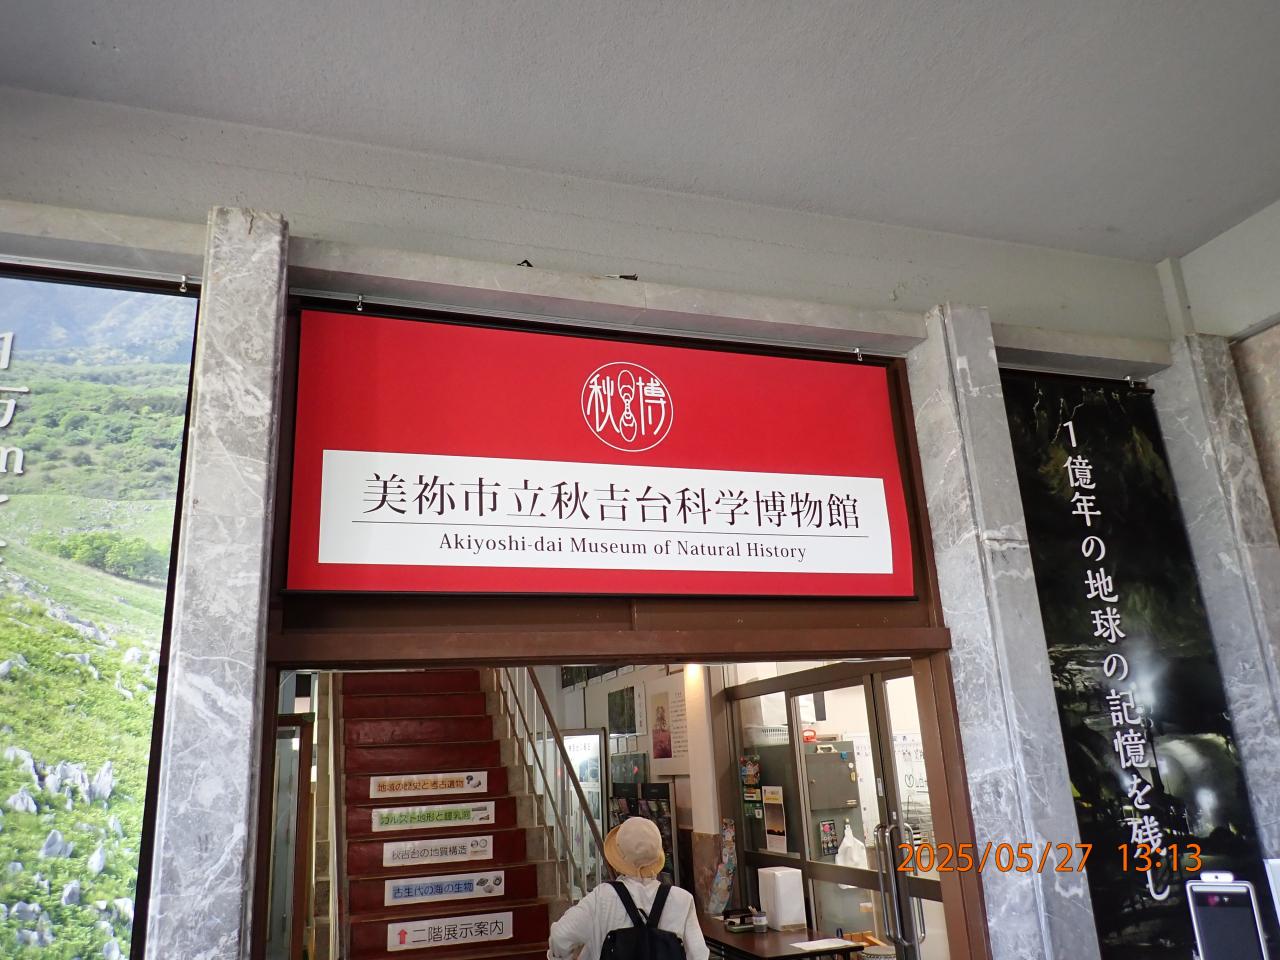 秋博
美祢市立秋吉台科学博物館
Akiyoshi-dai Museum of Natural History
1億年の地球の記憶を残し
1万m
地域の歴史と考古遺物
カルスト地形と鍾乳洞
秋吉台の地質構造
古生代の海の生物
↑二階展示案内
2025/05/27 13:13